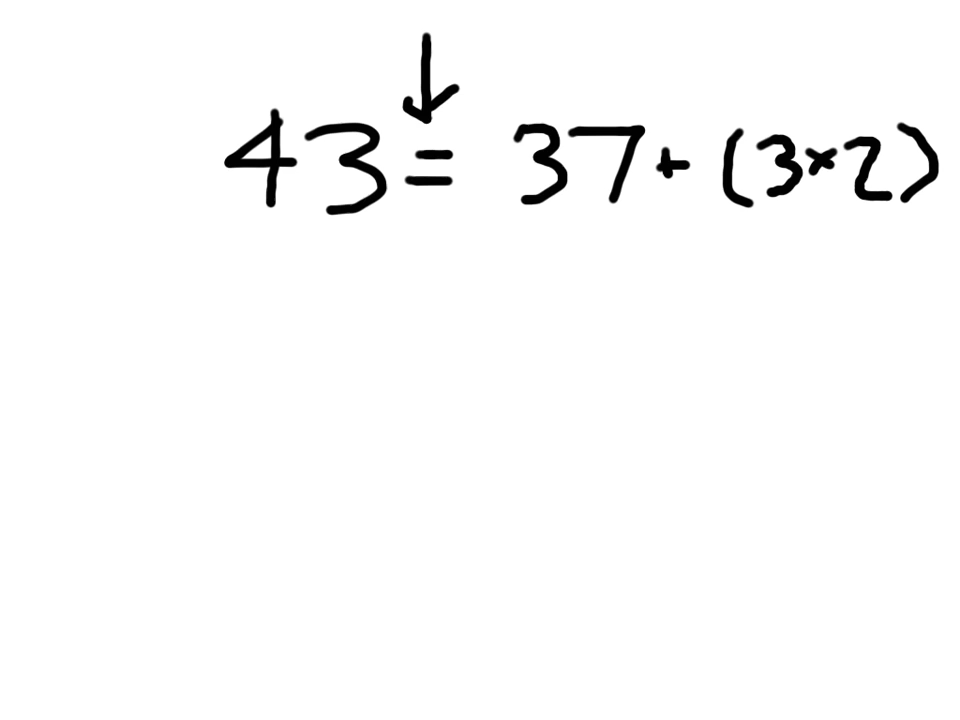 ↓
43 = 37 + (3×2)